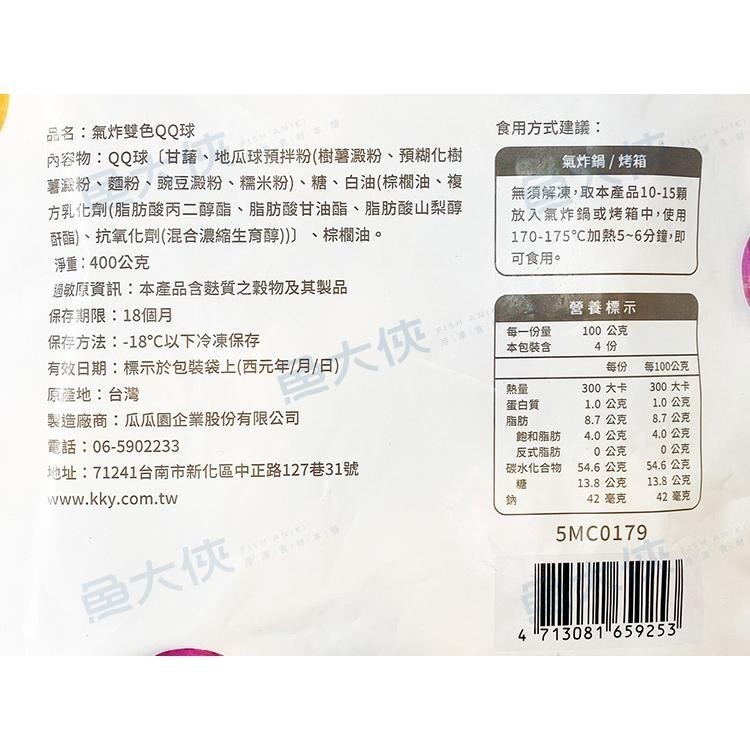 品名：氣炸雙色QQ球
內容物：QQ球〔甘藷、地瓜球預拌粉(樹薯澱粉、預糊化樹
薯澱粉、麵粉、豌豆澱粉、糯米粉)、糖、白油(棕櫚油、複
方乳化劑(脂肪酸丙二醇酯、脂肪酸甘油酯、脂肪酸山梨醇
酐酯)、抗氧化劑(混合濃縮生育醇))〕、棕櫚油。
淨重：400公克
過敏原資訊：本產品含麩質之穀物及其製品
保存期限：18個月
保存方法：-18℃以下冷凍保存
有效日期：標示於包裝袋上(西元年/月/日)
原產地：台灣
製造廠商：瓜瓜園企業股份有限公司
電話：06-5902233
地址：71241台南市新化區中正路127巷31號
www.kky.com.tw
食用方式建議：
氣炸鍋/烤箱
無須解凍，取本產品10-15顆
放入氣炸鍋或烤箱中，使用
170-175℃加熱5~6分鐘，即
可食用。
營養標示
每一份量 100 公克
本包裝含 4 份
每份 每100公克
熱量 300 大卡 300 大卡
蛋白質 1.0 公克 1.0 公克
脂肪 8.7 公克 8.7 公克
飽和脂肪 4.0 公克 4.0 公克
反式脂肪 0 公克 0 公克
碳水化合物 54.6 公克 54.6 公克
糖 13.8 公克 13.8 公克
鈉 42 毫克 42 毫克
5MC0179
4 713081 659253
魚大俠 FISH ANIKI 冷凍食材本舖